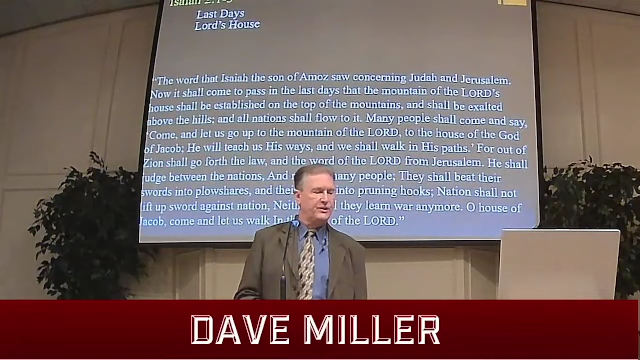 Isaiah 2:1-5
Last Days
Lord's House
"The word that Isaiah the son of Amoz saw concerning Judah and Jerusalem.
Now it shall come to pass in the last days that the mountain of the LORD's
house shall be established on the top of the mountains, and shall be exalted
above the hills; and all nations shall flow to it. Many people shall come and say,
'Come, and let us go up to the mountain of the LORD, to the house of the God
of Jacob; He will teach us His ways, and we shall walk in His paths.' For out of
Zion shall go forth the law, and the word of the LORD from Jerusalem. He shall
judge between the nations, And many people; They shall beat their
swords into plowshares, and their into pruning hooks; Nation shall not
lift up sword against nation, they learn war anymore. O house of
Jacob, come and let us walk In of the LORD."
DAVE MILLER